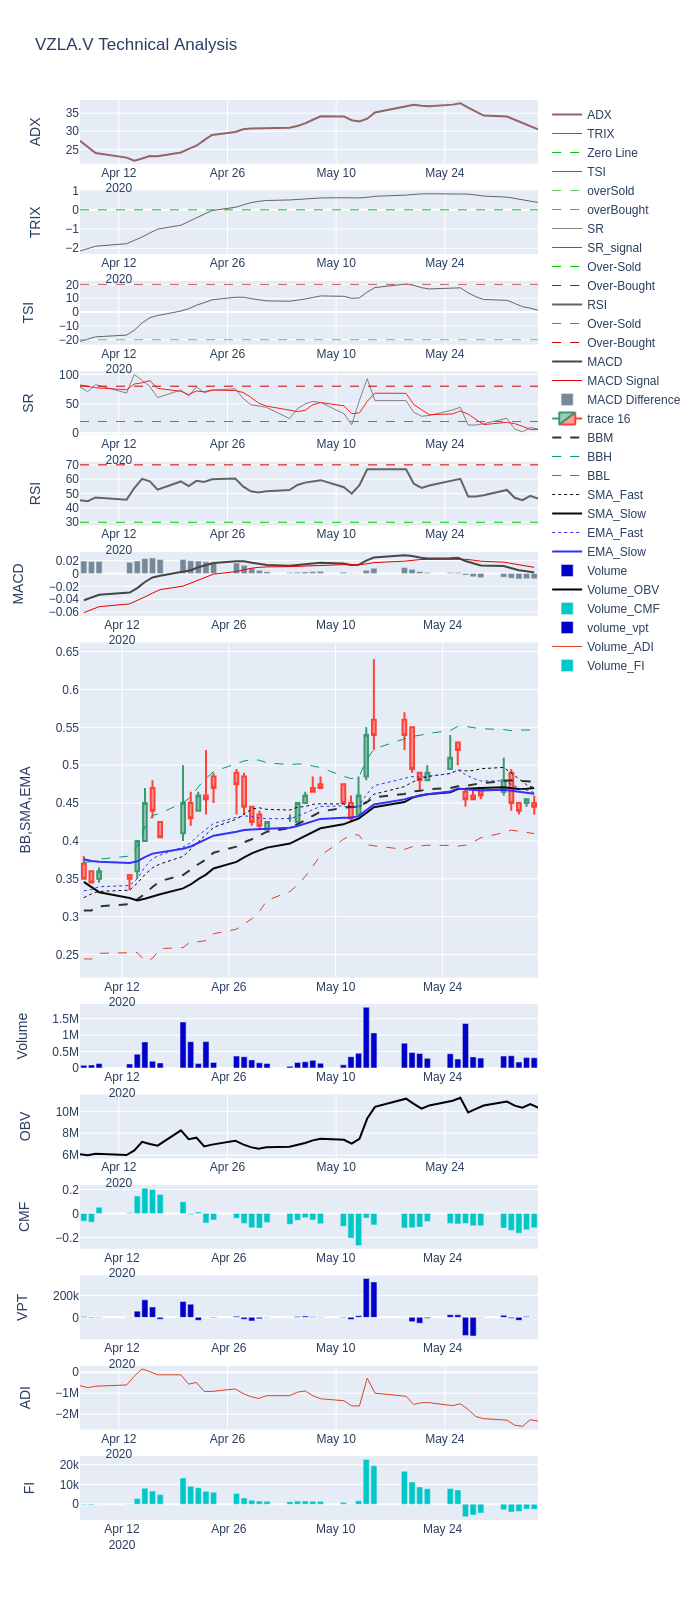 VZLA.V Technical Analysis
ADX
35
30
25
Apr 12
2020
Apr 26
May 10
May 24
TRIX
1
0
−1
−2
Apr 12
2020
Apr 26
May 10
May 24
TSI
20
10
0
−10
−20
Apr 12
2020
Apr 26
May 10
May 24
SR
100
50
0
Apr 12
2020
Apr 26
May 10
May 24
RSI
70
60
50
40
30
Apr 12
2020
Apr 26
May 10
May 24
MACD
0.02
0
−0.02
−0.04
−0.06
Apr 12
2020
Apr 26
May 10
May 24
BB,SMA,EMA
0.65
0.6
0.55
0.5
0.45
0.4
0.35
0.3
0.25
Apr 12
2020
Apr 26
May 10
May 24
Volume
1.5M
1M
0.5M
0
Apr 12
2020
Apr 26
May 10
May 24
OBV
10M
8M
6M
Apr 12
2020
Apr 26
May 10
May 24
CMF
0.2
0
−0.2
Apr 12
2020
Apr 26
May 10
May 24
VPT
200k
0
Apr 12
2020
Apr 26
May 10
May 24
ADI
0
−1M
−2M
Apr 12
2020
Apr 26
May 10
May 24
FI
20k
10k
0
Apr 12
2020
Apr 26
May 10
May 24
ADX
TRIX
Zero Line
TSI
overSold
overBought
SR
SR_signal
Over-Sold
Over-Bought
RSI
Over-Sold
Over-Bought
MACD
MACD Signal
MACD Difference
trace 16
BBM
BBH
BBL
SMA_Fast
SMA_Slow
EMA_Fast
EMA_Slow
Volume
Volume_OBV
Volume_CMF
volume_vpt
Volume_ADI
Volume_FI